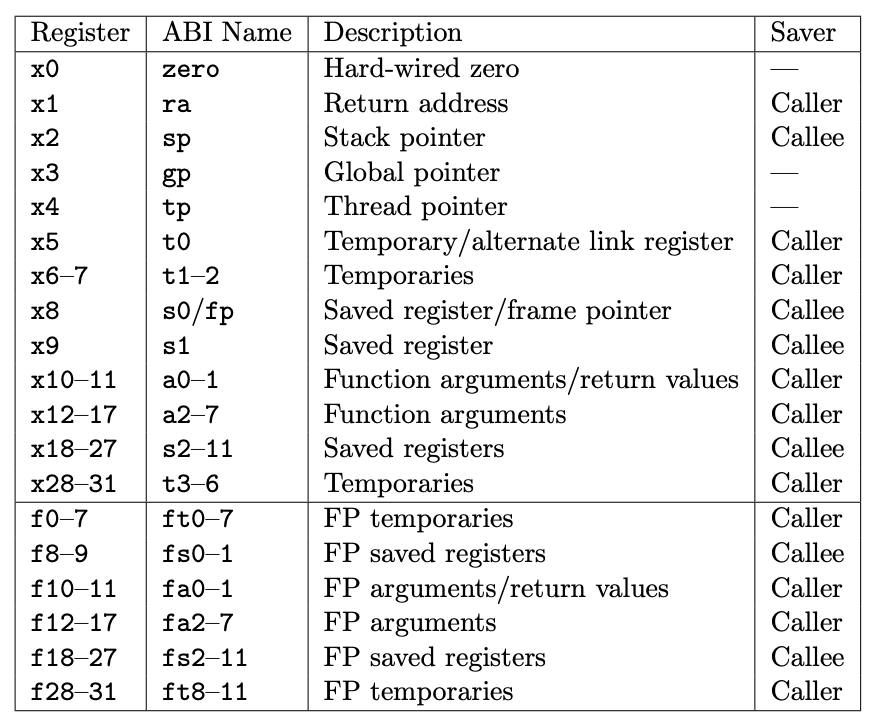 Register ABI Name Description Saver
x0 zero Hard-wired zero —
x1 ra Return address Caller
x2 sp Stack pointer Callee
x3 gp Global pointer —
x4 tp Thread pointer —
x5 t0 Temporary/alternate link register Caller
x6–7 t1–2 Temporaries Caller
x8 s0/fp Saved register/frame pointer Callee
x9 s1 Saved register Callee
x10–11 a0–1 Function arguments/return values Caller
x12–17 a2–7 Function arguments Caller
x18–27 s2–11 Saved registers Callee
x28–31 t3–6 Temporaries Caller
f0–7 ft0–7 FP temporaries Caller
f8–9 fs0–1 FP saved registers Callee
f10–11 fa0–1 FP arguments/return values Caller
f12–17 fa2–7 FP arguments Caller
f18–27 fs2–11 FP saved registers Callee
f28–31 ft8–11 FP temporaries Caller